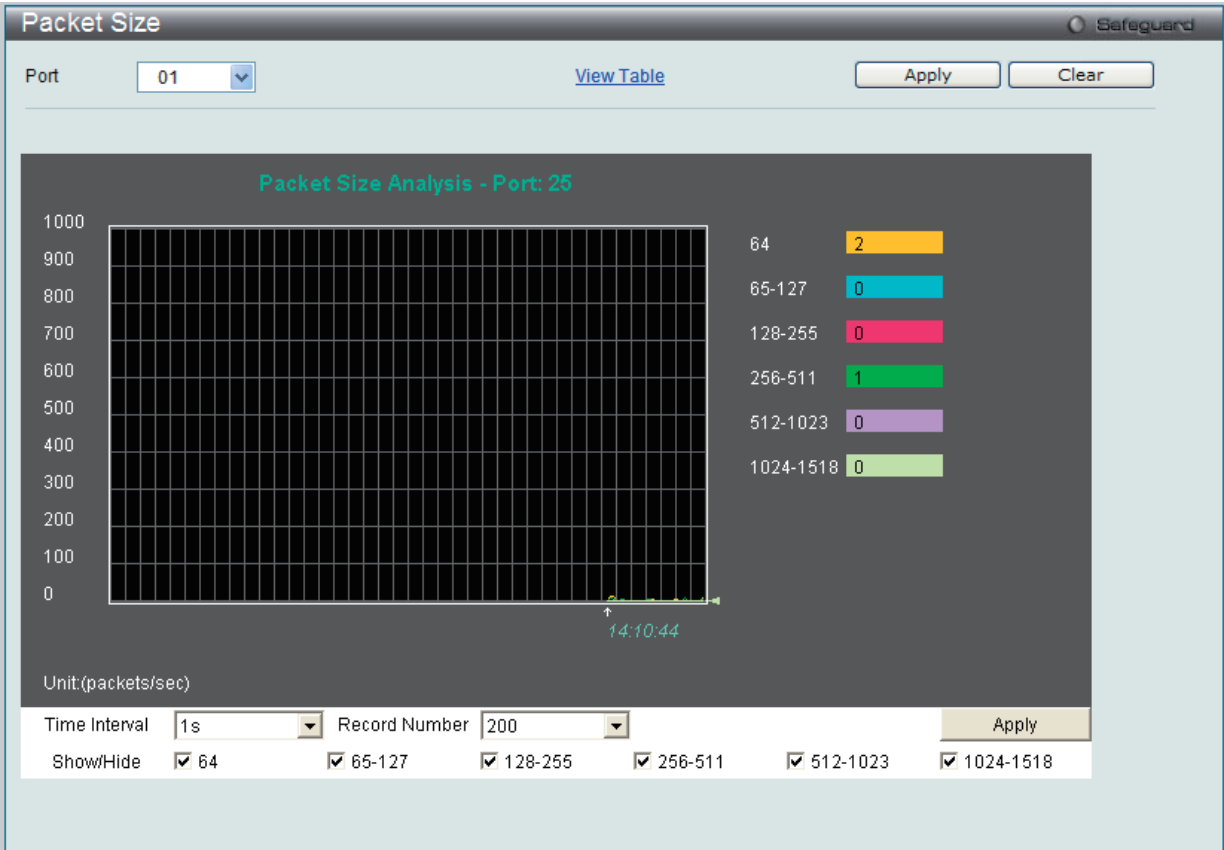 Packet Size
Safeguard
Port 01 View Table Apply Clear
Packet Size Analysis - Port: 25
1000
900
800
700
600
500
400
300
200
100
0
64 2
65-127 0
128-255 0
256-511 1
512-1023 0
1024-1518 0
14:10:44
Unit:(packets/sec)
Time Interval 1s Record Number 200 Apply
Show/Hide 64 65-127 128-255 256-511 512-1023 1024-1518